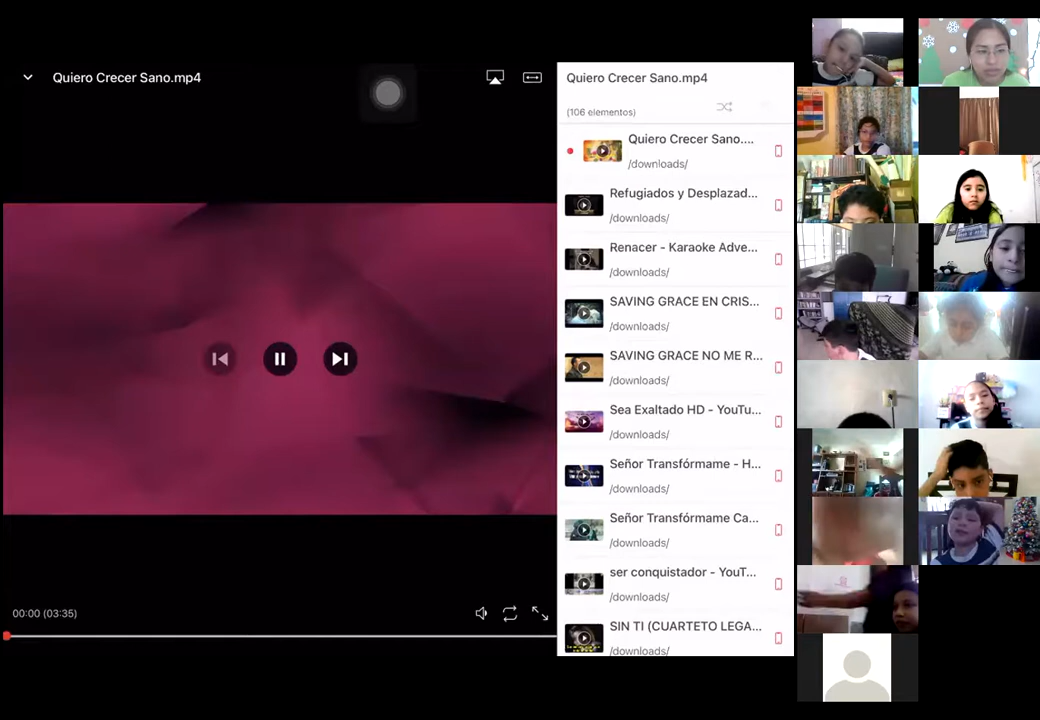 Quiero Crecer Sano.mp4
00:00 (03:35)
Quiero Crecer Sano.mp4
(106 elementos)
Quiero Crecer Sano....
/downloads/
Refugiados y Desplazad...
/downloads/
Renacer - Karaoke Adve...
/downloads/
SAVING GRACE EN CRIS...
/downloads/
SAVING GRACE NO ME R...
/downloads/
Sea Exaltado HD - YouTu...
/downloads/
Señor Transfórmame - H...
/downloads/
Señor Transfórmame Ca...
/downloads/
ser conquistador - YouT...
/downloads/
SIN TI (CUARTETO LEGA...
/downloads/